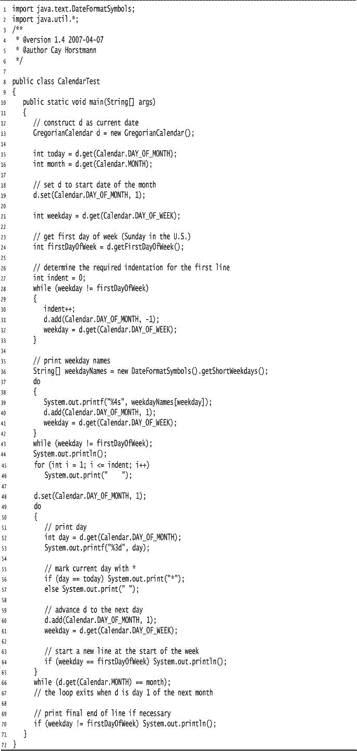 1 import java.text.DateFormatSymbols;
2 import java.util.*;
3 /**
4  * @version 1.4 2007-04-07
5  * @author Cay Horstmann
6  */
7
8 public class CalendarTest
9 {
10    public static void main(String[] args)
11    {
12       // construct d as current date
13       GregorianCalendar d = new GregorianCalendar();
14
15       int today = d.get(Calendar.DAY_OF_MONTH);
16       int month = d.get(Calendar.MONTH);
17
18       // set d to start date of the month
19       d.set(Calendar.DAY_OF_MONTH, 1);
20
21       int weekday = d.get(Calendar.DAY_OF_WEEK);
22
23       // get first day of week (Sunday in the U.S.)
24       int firstDayOfWeek = d.getFirstDayOfWeek();
25
26       // determine the required indentation for the first line
27       int indent = 0;
28       while (weekday != firstDayOfWeek)
29       {
30          indent++;
31          d.add(Calendar.DAY_OF_MONTH, -1);
32          weekday = d.get(Calendar.DAY_OF_WEEK);
33       }
34
35       // print weekday names
36       String[] weekdayNames = new DateFormatSymbols().getShortWeekdays();
37       do
38       {
39          System.out.printf("%4s", weekdayNames[weekday]);
40          d.add(Calendar.DAY_OF_MONTH, 1);
41          weekday = d.get(Calendar.DAY_OF_WEEK);
42       }
43       while (weekday != firstDayOfWeek);
44       System.out.println();
45       for (int i = 1; i <= indent; i++)
46          System.out.print("    ");
47
48       d.set(Calendar.DAY_OF_MONTH, 1);
49       do
50       {
51          // print day
52          int day = d.get(Calendar.DAY_OF_MONTH);
53          System.out.printf("%3d", day);
54
55          // mark current day with *
56          if (day == today) System.out.print("*");
57          else System.out.print(" ");
58
59          // advance d to the next day
60          d.add(Calendar.DAY_OF_MONTH, 1);
61          weekday = d.get(Calendar.DAY_OF_WEEK);
62
63          // start a new line at the start of the week
64          if (weekday == firstDayOfWeek) System.out.println();
65       }
66       while (d.get(Calendar.MONTH) == month);
67       // the loop exits when d is day 1 of the next month
68
69       // print final end of line if necessary
70       if (weekday != firstDayOfWeek) System.out.println();
71    }
72 }